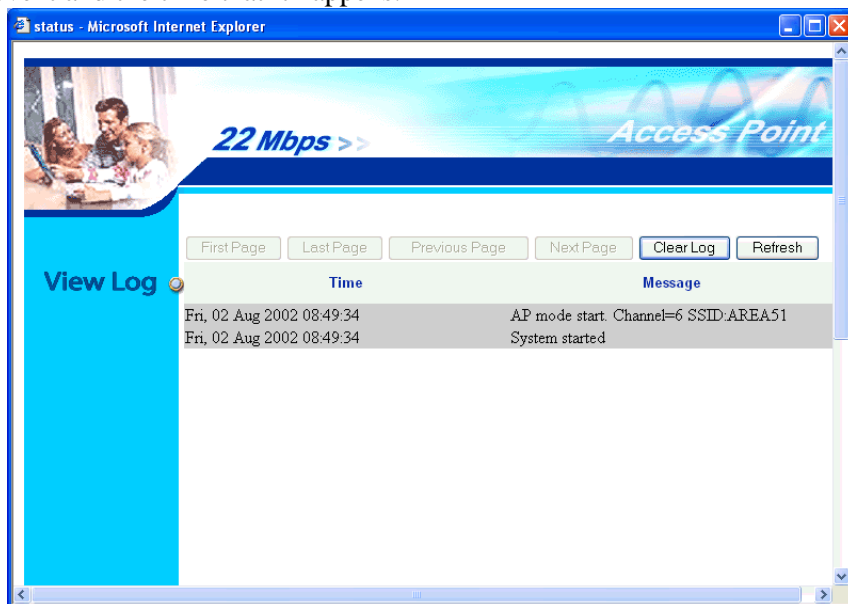 status - Microsoft Internet Explorer
22 Mbps >>
Access Point
First Page Last Page Previous Page Next Page Clear Log Refresh
View Log
Time Message
Fri, 02 Aug 2002 08:49:34 AP mode start. Channel=6 SSID:AREA51
Fri, 02 Aug 2002 08:49:34 System started